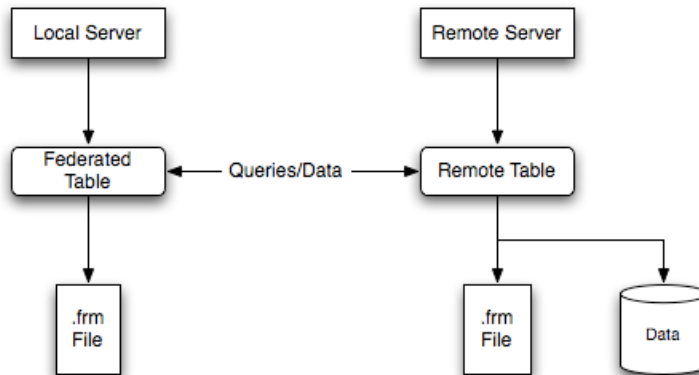 Local Server
Remote Server
Federated
Table
Queries/Data
Remote Table
.frm
File
.frm
File
Data